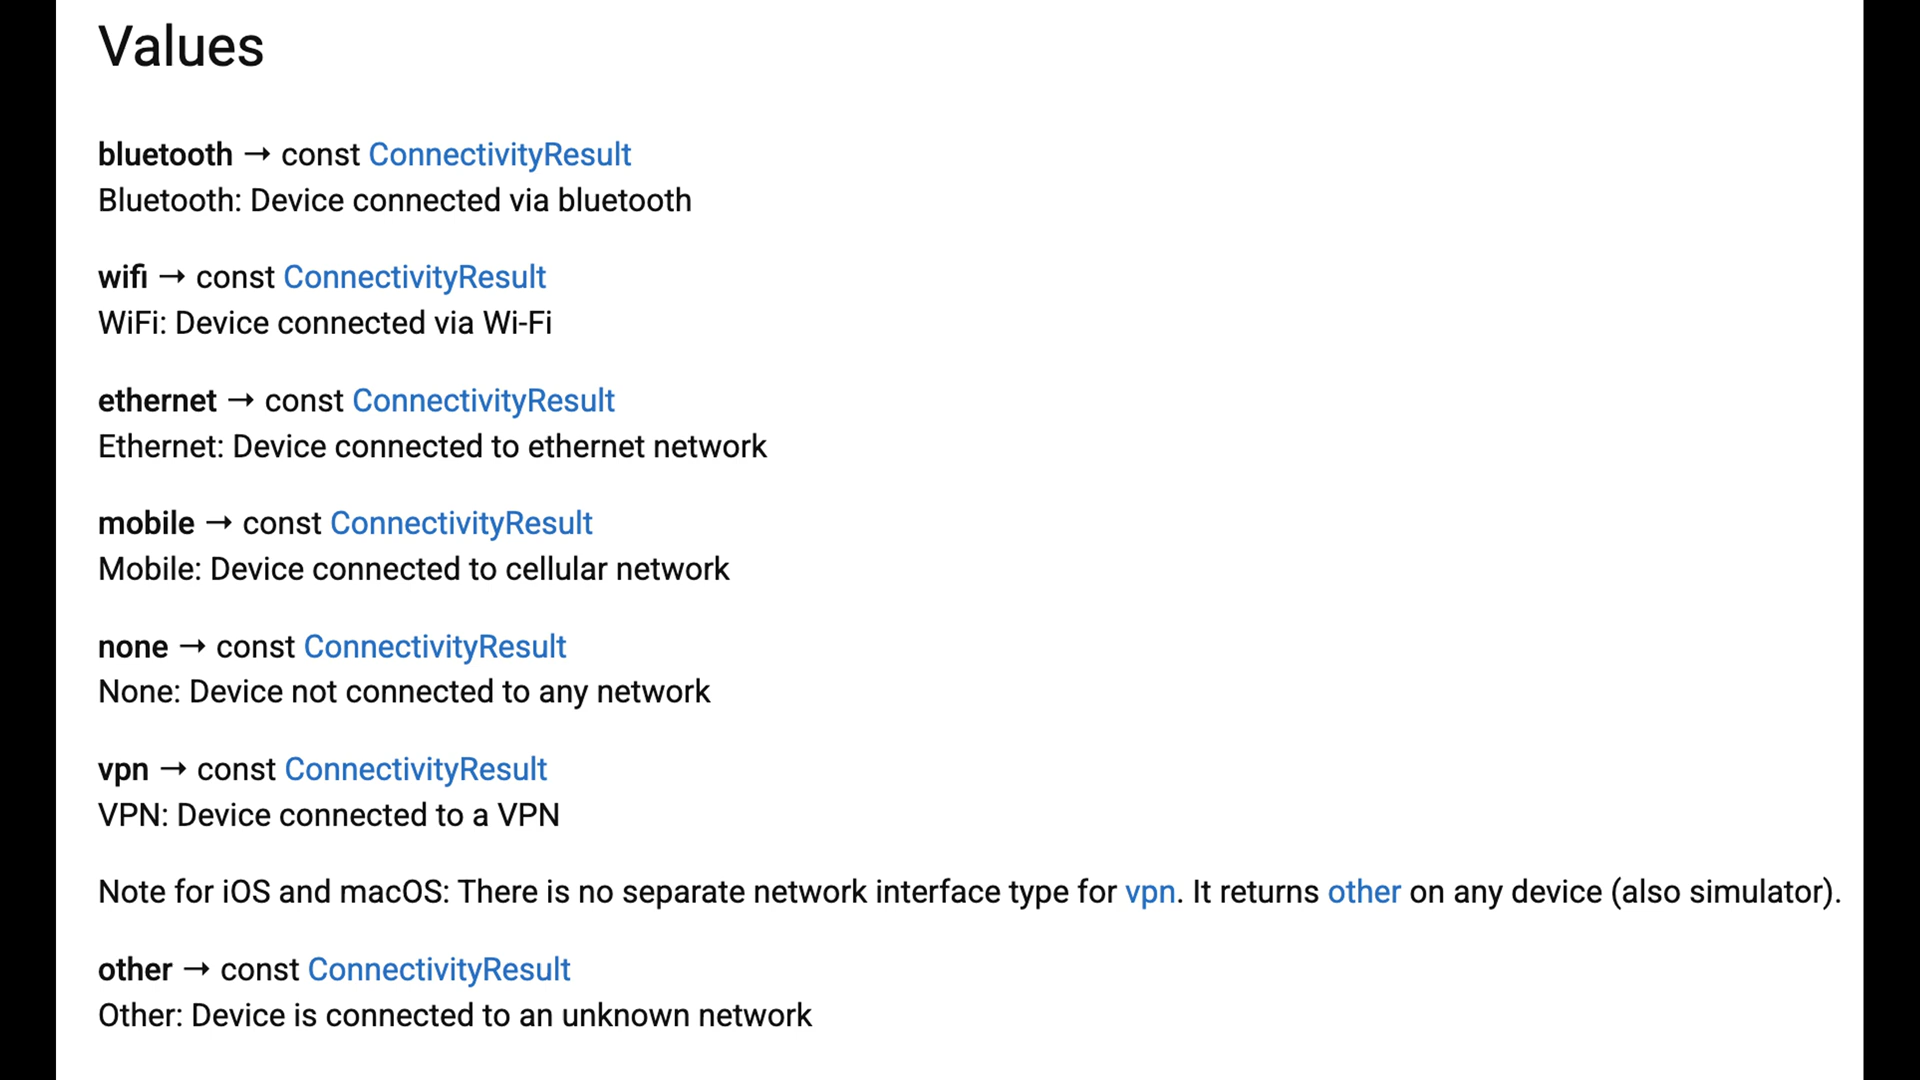 Values
bluetooth → const ConnectivityResult
Bluetooth: Device connected via bluetooth
wifi → const ConnectivityResult
WiFi: Device connected via Wi-Fi
ethernet → const ConnectivityResult
Ethernet: Device connected to ethernet network
mobile → const ConnectivityResult
Mobile: Device connected to cellular network
none → const ConnectivityResult
None: Device not connected to any network
vpn → const ConnectivityResult
VPN: Device connected to a VPN
Note for iOS and macOS: There is no separate network interface type for vpn. It returns other on any device (also simulator).
other → const ConnectivityResult
Other: Device is connected to an unknown network